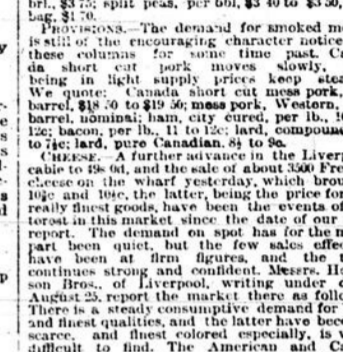 brl., $3 75; split peas, per bbl, $3 40 to $3 50,
bag, $1 70.
PROVISIONS.—The demand for smoked m
is still of the encouraging character notice
these columns for some time past. Ca
da short cut pork moves slowly,
being in light supply prices keep stea
We quote: Canada short cut mess pork,
barrel, $18 50 to $19 50; mess pork, Western,
barrel, nominal; ham, city cured, per lb., 1
12c; bacon, per lb., 11 to 12c; lard, compoun
to 7½c; lard, pure Canadian, 8½ to 9c.
CHEESE.—A further advance in the Liverp
cable to 49s 0d, and the sale of about 3500 Fre
cheese on the wharf yesterday, which brou
10½c and 10¼c, the latter, being the price for
really finest goods, have been the events of
terest in this market since the date of our
report. The demand on spot has for the m
part been quiet, but the few sales effec
have been at firm figures, and the t
continues strong and confident. Messrs. Ho
son Bros., of Liverpool, writing under d
August 25, report the market there as follo
There is a steady consumptive demand for
and finest qualities, and the latter have beco
scarce, and finest colored especially, is v
difficult to find. The American and Ca